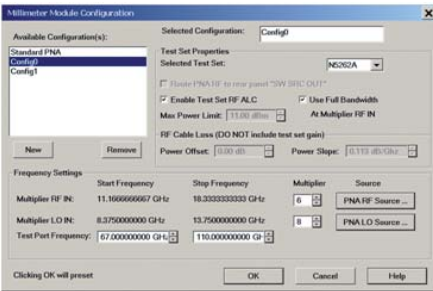 Millimeter Module Configuration
Available Configuration(s):
Standard PNA
Config0
Config1
New
Remove
Selected Configuration:
Config0
Test Set Properties
Selected Test Set:
N5262A
Route PNA RF to rear panel "SW SRC OUT"
Enable Test Set RF ALC
Use Full Bandwidth
Max Power Limit:
11.00 dBm
At Multiplier RF IN
RF Cable Loss (DO NOT include test set gain)
Power Offset:
0.00 dB
Power Slope:
0.113 dB/Ghz
Frequency Settings
Start Frequency
Stop Frequency
Multiplier
Source
Multiplier RF IN:
11.1666666667 GHz
18.3333333333 GHz
6
PNA RF Source ...
Multiplier LO IN:
8.3750000000 GHz
13.7500000000 GHz
8
PNA LO Source ...
Test Port Frequency:
67.000000000 GHz
110.000000000 GH
Clicking OK will preset
OK
Cancel
Help